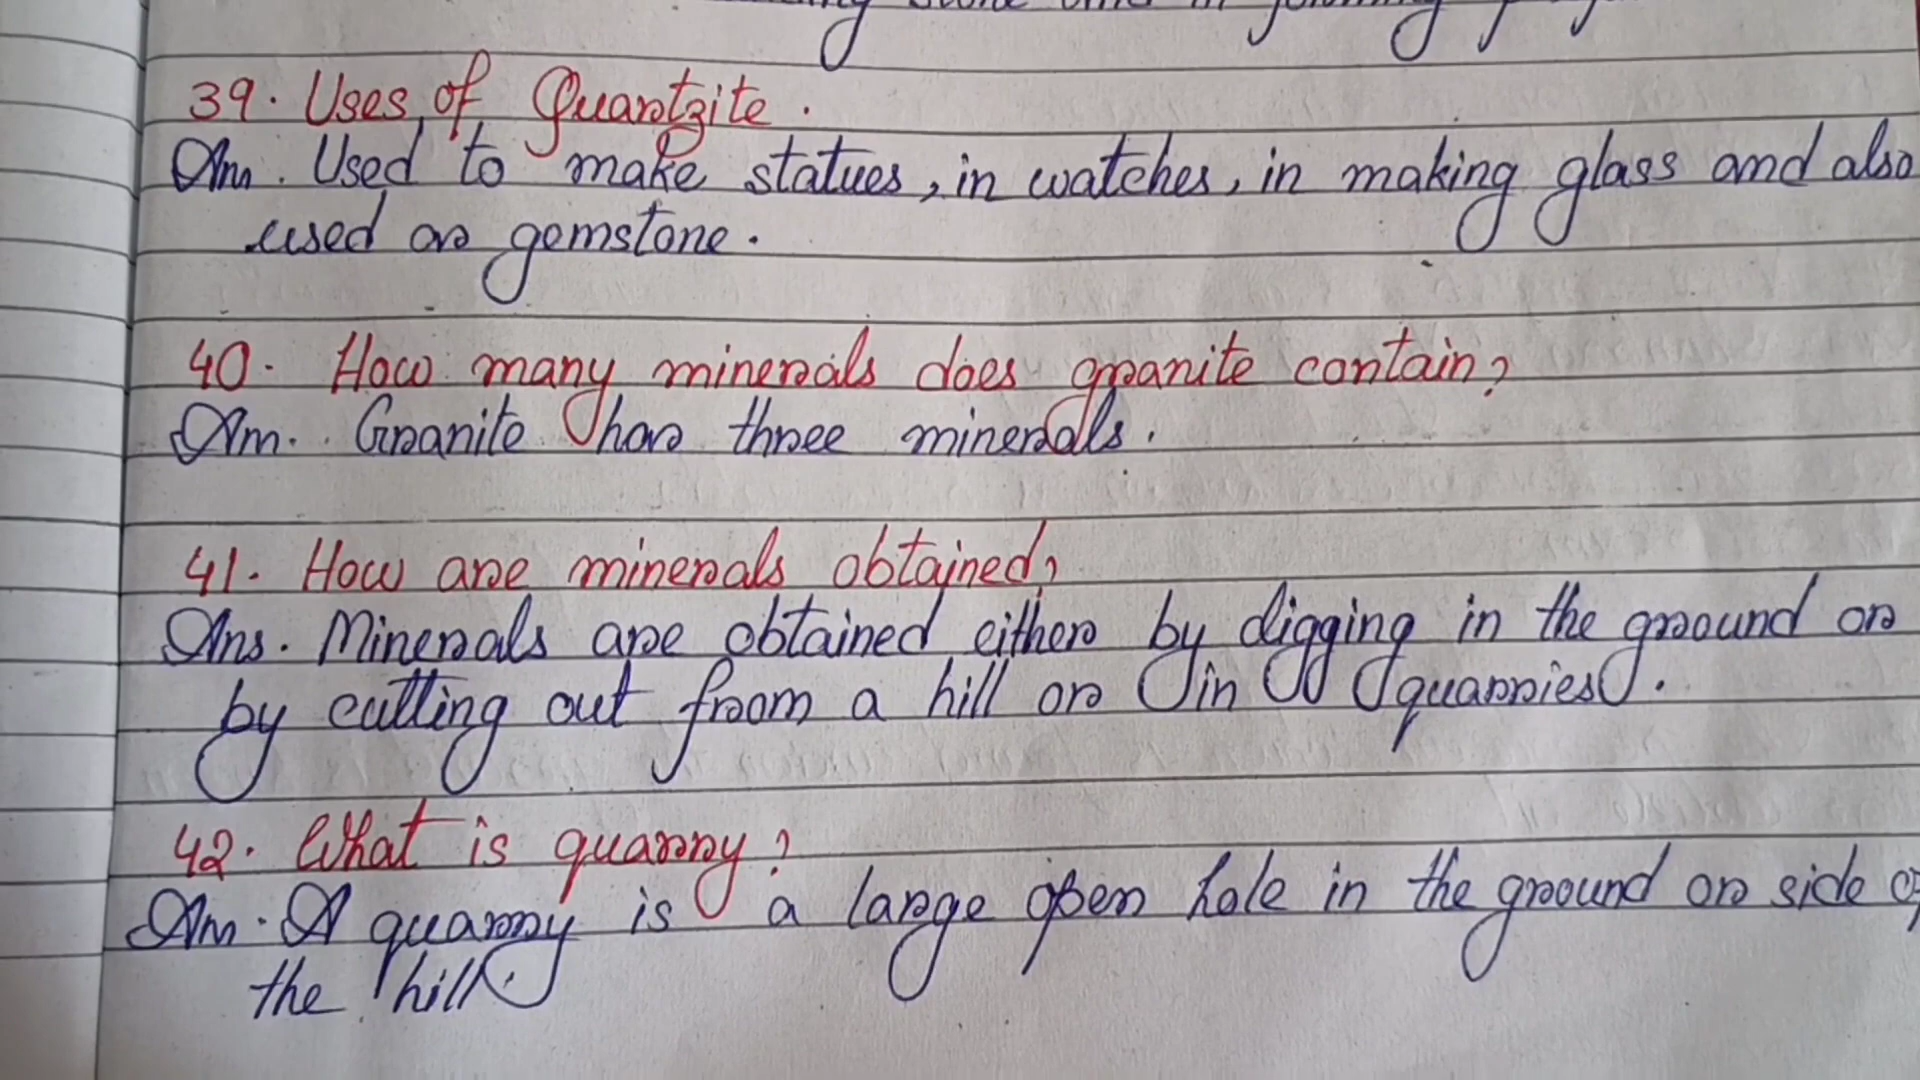 39. Uses of Quartzite.
Ans. Used to make statues, in watches, in making glass and also
used as gemstone.
40. How many minerals does granite contain?
Ans. Granite has three minerals.
41. How are minerals obtained?
Ans. Minerals are obtained either by digging in the ground or
by cutting out from a hill or in quarries.
42. What is quarry?
Ans. A quarry is a large open hole in the ground or side of
the hill.